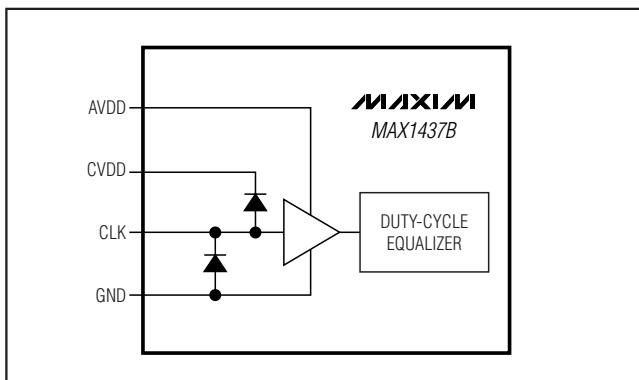 AVDD
MAXIM
MAX1437B
CVDD
CLK
DUTY-CYCLE
EQUALIZER
GND